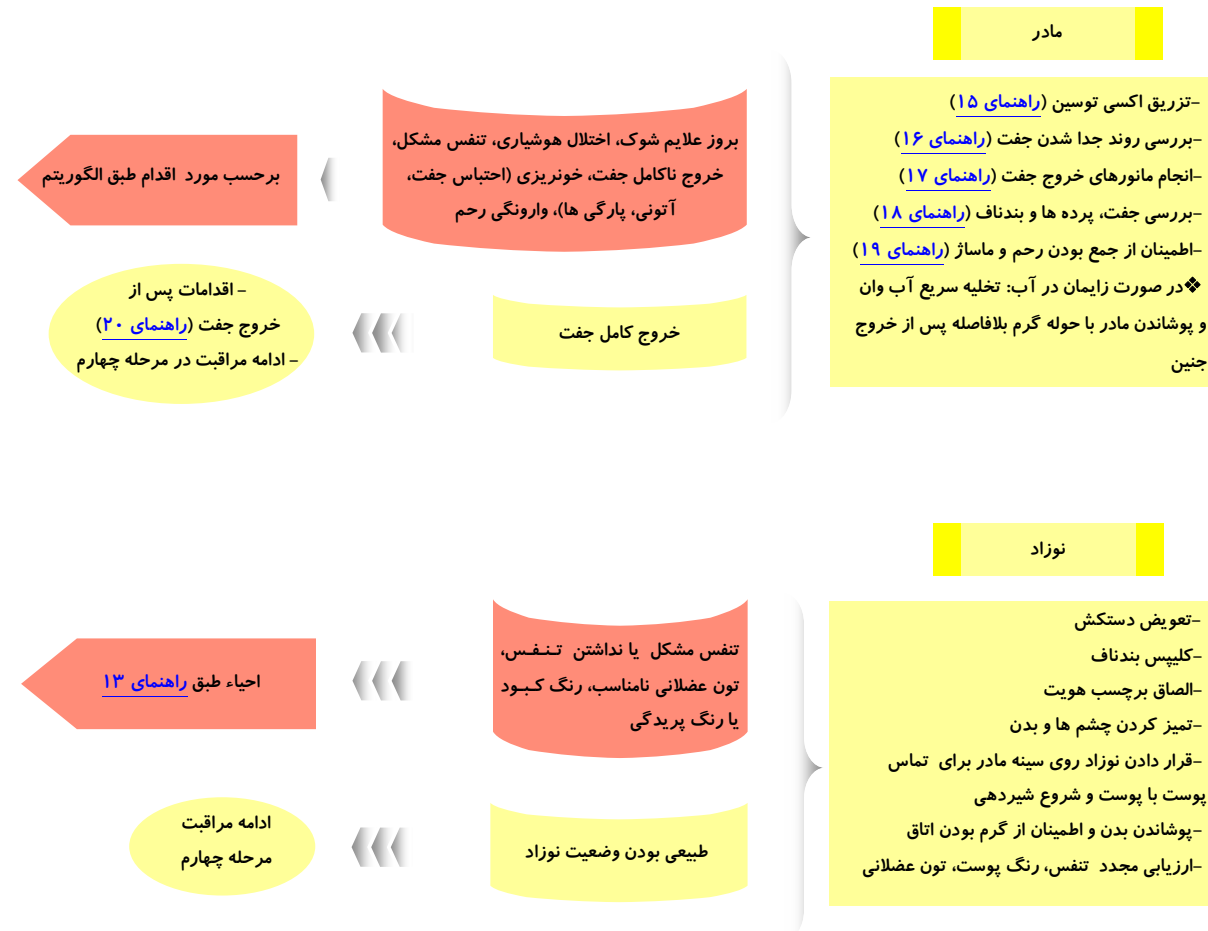 مادر
-تزریق اکسی توسین (راهنمای ۱۵)
-بررسی روند جدا شدن جفت (راهنمای ۱۶)
-انجام مانورهای خروج جفت (راهنمای ۱۷)
-بررسی جفت، پرده ها و بندناف (راهنمای ۱۸)
-اطمینان از جمع بودن رحم و ماساژ (راهنمای ۱۹)
❖در صورت زایمان در آب: تخلیه سریع آب وان
و پوشاندن مادر با حوله گرم بلافاصله پس از خروج
جنین
بروز علایم شوک، اختلال هوشیاری، تنفس مشکل،
خروج ناکامل جفت، خونریزی (احتباس جفت،
آتونی، پارگی ها)، وارونگی رحم
برحسب مورد اقدام طبق الگوریتم
خروج کامل جفت
- اقدامات پس از
خروج جفت (راهنمای ۲۰)
- ادامه مراقبت در مرحله چهارم
نوزاد
-تعویض دستکش
-کلیپس بندناف
-الصاق برچسب هویت
-تمیز کردن چشم ها و بدن
-قرار دادن نوزاد روی سینه مادر برای تماس
پوست با پوست و شروع شیردهی
-پوشاندن بدن و اطمینان از گرم بودن اتاق
-ارزیابی مجدد تنفس، رنگ پوست، تون عضلانی
تنفس مشکل یا نداشتن تـنـفـس،
تون عضلانی نامناسب، رنگ کـبـود
یا رنگ پریدگی
احیاء طبق راهنمای ۱۳
طبیعی بودن وضعیت نوزاد
ادامه مراقبت
مرحله چهارم